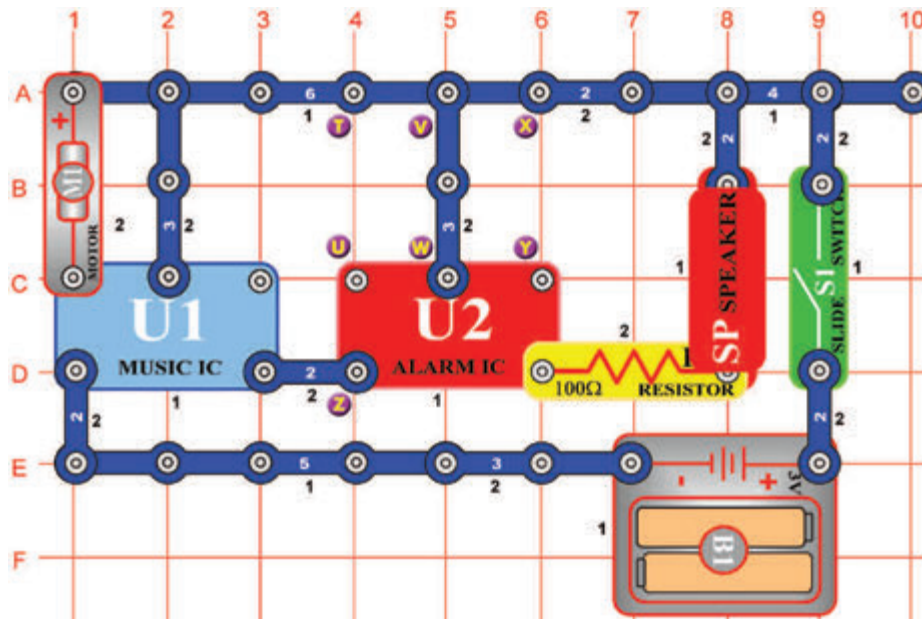 1 2 3 4 5 6 7 8 9 10
A 6 2 4
1 2 1
T V X
+ 2 2 2 2
B
M1 2 3 2 3 2
U W Y
MOTOR SPEAKER SWITCH
C 1 S1 1
U1 U2 2 SP SLIDE
D MUSIC IC 2 ALARM IC 100Ω RESISTOR
2 1
Z
2 2 1 2 2
E 5 3 - + 3V
1 2
1
F B1